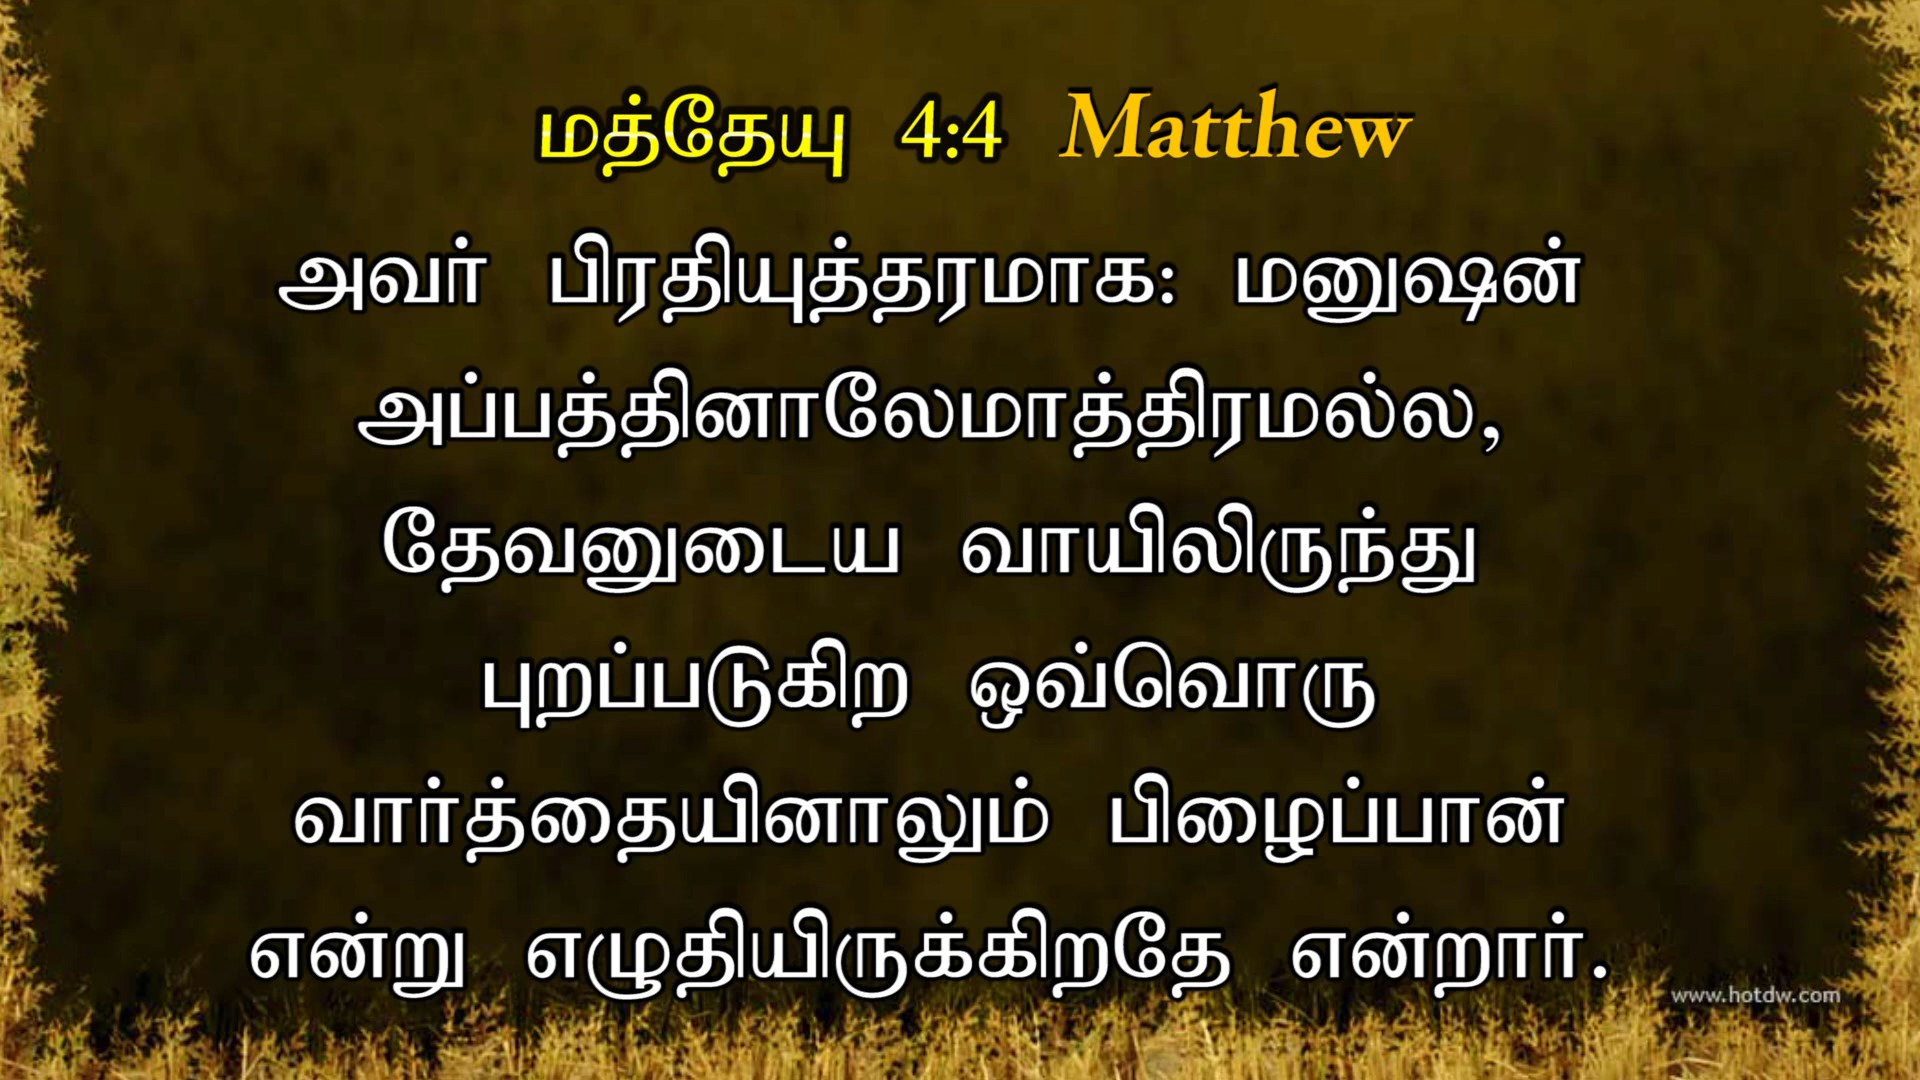 மத்தேயு 4:4 Matthew
அவர் பிரதியுத்தரமாக: மனுஷன்
அப்பத்தினாலேமாத்திரமல்ல,
தேவனுடைய வாயிலிருந்து
புறப்படுகிற ஒவ்வொரு
வார்த்தையினாலும் பிழைப்பான்
என்று எழுதியிருக்கிறதே என்றார்.
www.hotdw.com